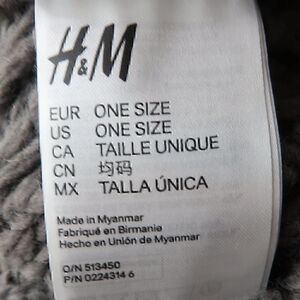 H&M
EUR ONE SIZE
US ONE SIZE
CA TAILLE UNIQUE
CN 均码
MX TALLA ÚNICA
Made in Myanmar
Fabriqué en Birmanie
Hecho en Unión de Myanmar
O/N 513450
P/N 0224314 6